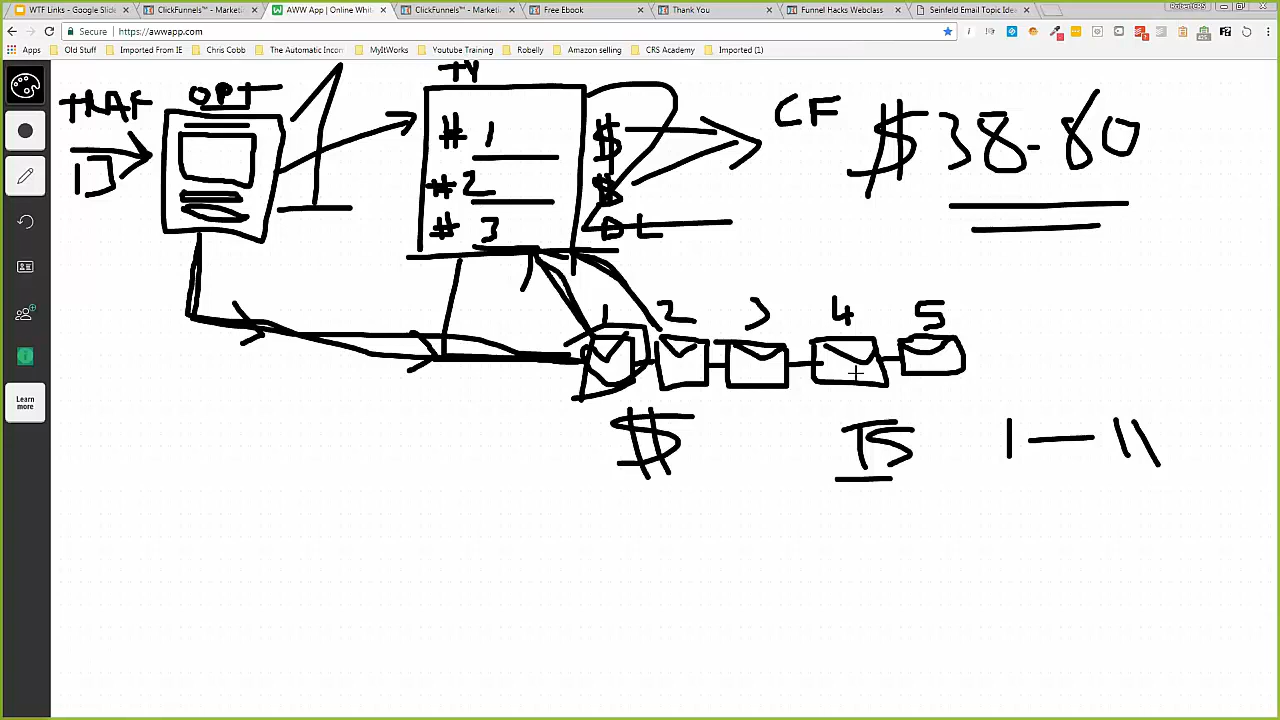 WTF Links - Google Slide
ClickFunnels™ - Marketi
AWW App | Online White
ClickFunnels™ - Marketi
Free Ebook
Thank You
Funnel Hacks Webclass
Seinfeld Email Topic Ide
Secure | https://awwapp.com
Apps
Old Stuff
Imported From IE
Chris Cobb
The Automatic Incom
MyItWorks
Youtube Training
Robelly
Amazon selling
CRS Academy
Imported (1)
TRAF
OPT
TY
# 1
$
# 2
$
# 3
DL
CF
$38-80
1 2 3 4 5
$
TS
1 — 11
Learn more